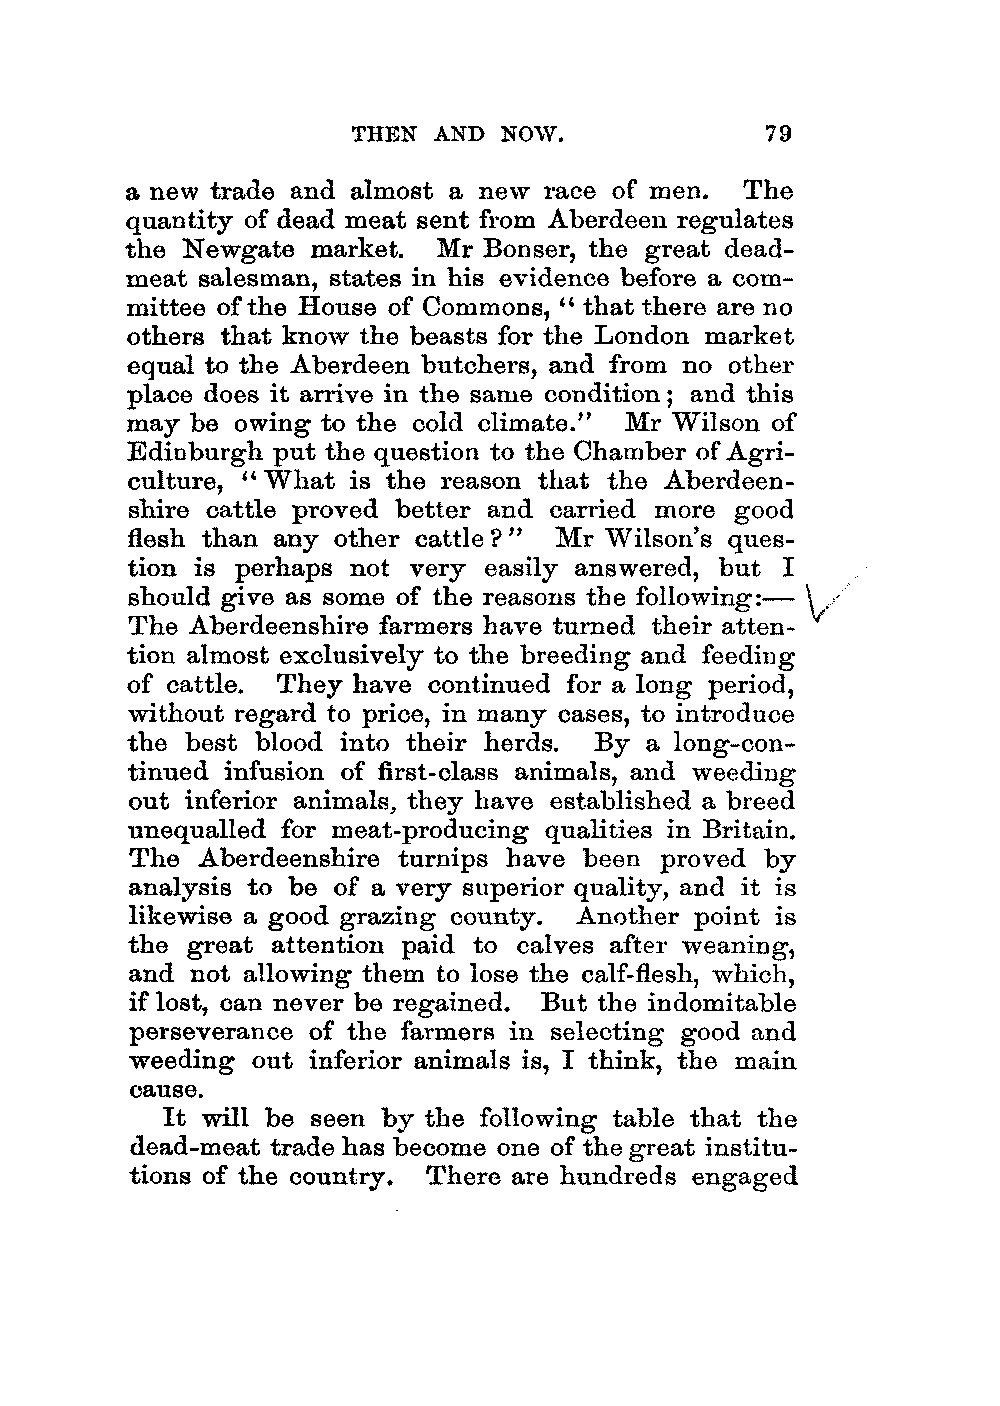 THEN AND NOW. 79
a new trade and almost a new race of men. The
quantity of dead meat sent from Aberdeen regulates
the Newgate market. Mr Bonser, the great dead-
meat salesman, states in his evidence before a com-
mittee of the House of Commons, “ that there are no
others that know the beasts for the London market
equal to the Aberdeen butchers, and from no other
place does it arrive in the same condition; and this
may be owing to the cold climate.” Mr Wilson of
Edinburgh put the question to the Chamber of Agri-
culture, “ What is the reason that the Aberdeen-
shire cattle proved better and carried more good
flesh than any other cattle?” Mr Wilson's ques-
tion is perhaps not very easily answered, but I
should give as some of the reasons the following:—
The Aberdeenshire farmers have turned their atten-
tion almost exclusively to the breeding and feeding
of cattle. They have continued for a long period,
without regard to price, in many cases, to introduce
the best blood into their herds. By a long-con-
tinued infusion of first-class animals, and weeding
out inferior animals, they have established a breed
unequalled for meat-producing qualities in Britain.
The Aberdeenshire turnips have been proved by
analysis to be of a very superior quality, and it is
likewise a good grazing county. Another point is
the great attention paid to calves after weaning,
and not allowing them to lose the calf-flesh, which,
if lost, can never be regained. But the indomitable
perseverance of the farmers in selecting good and
weeding out inferior animals is, I think, the main
cause.
It will be seen by the following table that the
dead-meat trade has become one of the great institu-
tions of the country. There are hundreds engaged